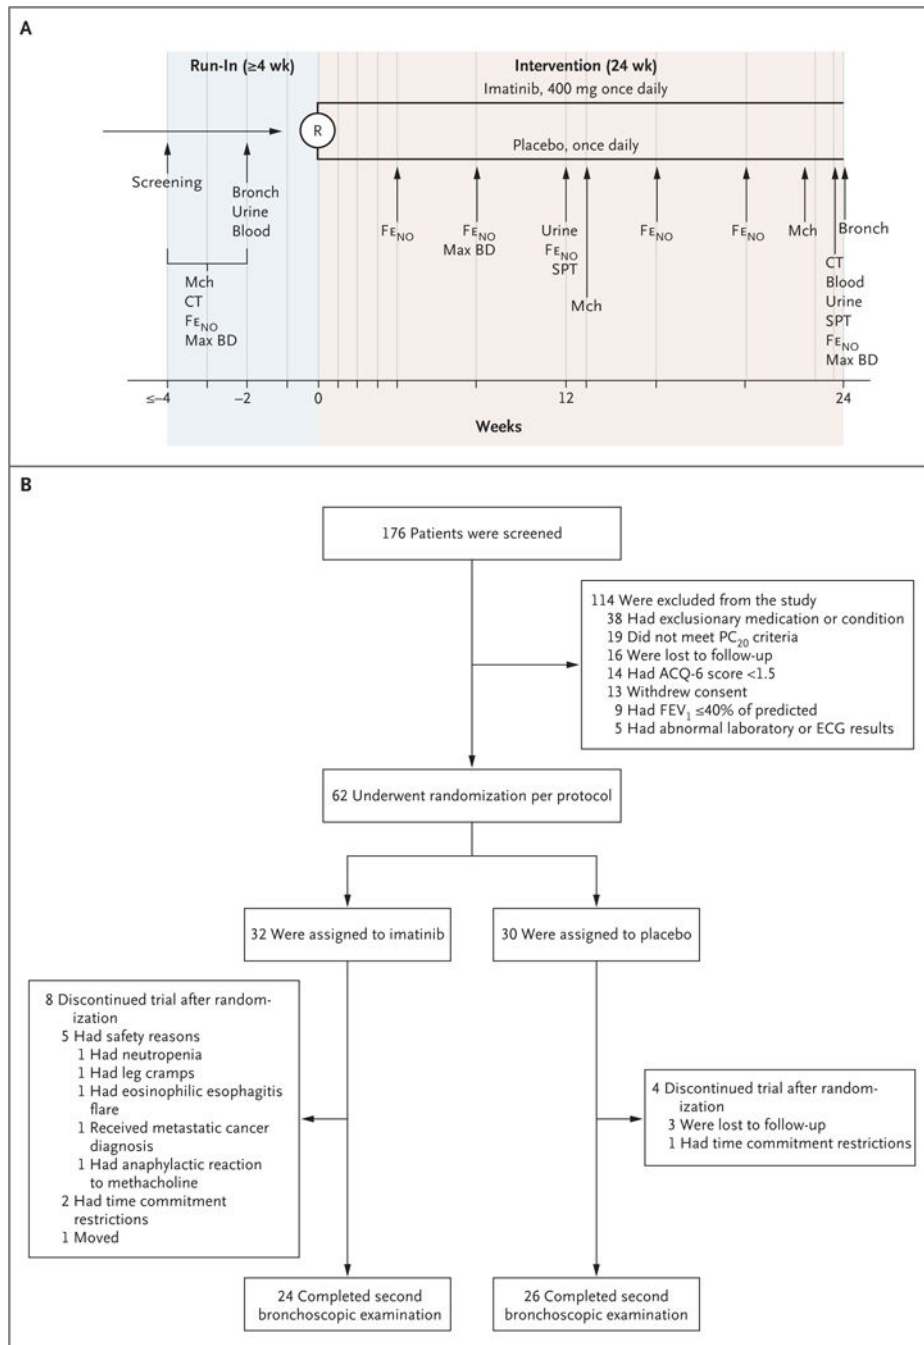 A
Run-In (≥4 wk)
Intervention (24 wk)
Imatinib, 400 mg once daily
R
Placebo, once daily
Screening
Bronch
Urine
Blood
Mch
CT
FENO
Max BD
FENO
FENO
Max BD
Urine
FENO
SPT
Mch
FENO
FENO
Mch
Bronch
CT
Blood
Urine
SPT
FENO
Max BD
≤−4
−2
0
12
24
Weeks
B
176 Patients were screened
114 Were excluded from the study
38 Had exclusionary medication or condition
19 Did not meet PC20 criteria
16 Were lost to follow-up
14 Had ACQ-6 score <1.5
13 Withdrew consent
9 Had FEV1 ≤40% of predicted
5 Had abnormal laboratory or ECG results
62 Underwent randomization per protocol
32 Were assigned to imatinib
30 Were assigned to placebo
8 Discontinued trial after random-
ization
5 Had safety reasons
1 Had neutropenia
1 Had leg cramps
1 Had eosinophilic esophagitis
flare
1 Received metastatic cancer
diagnosis
1 Had anaphylactic reaction
to methacholine
2 Had time commitment
restrictions
1 Moved
4 Discontinued trial after random-
ization
3 Were lost to follow-up
1 Had time commitment restrictions
24 Completed second
bronchoscopic examination
26 Completed second
bronchoscopic examination